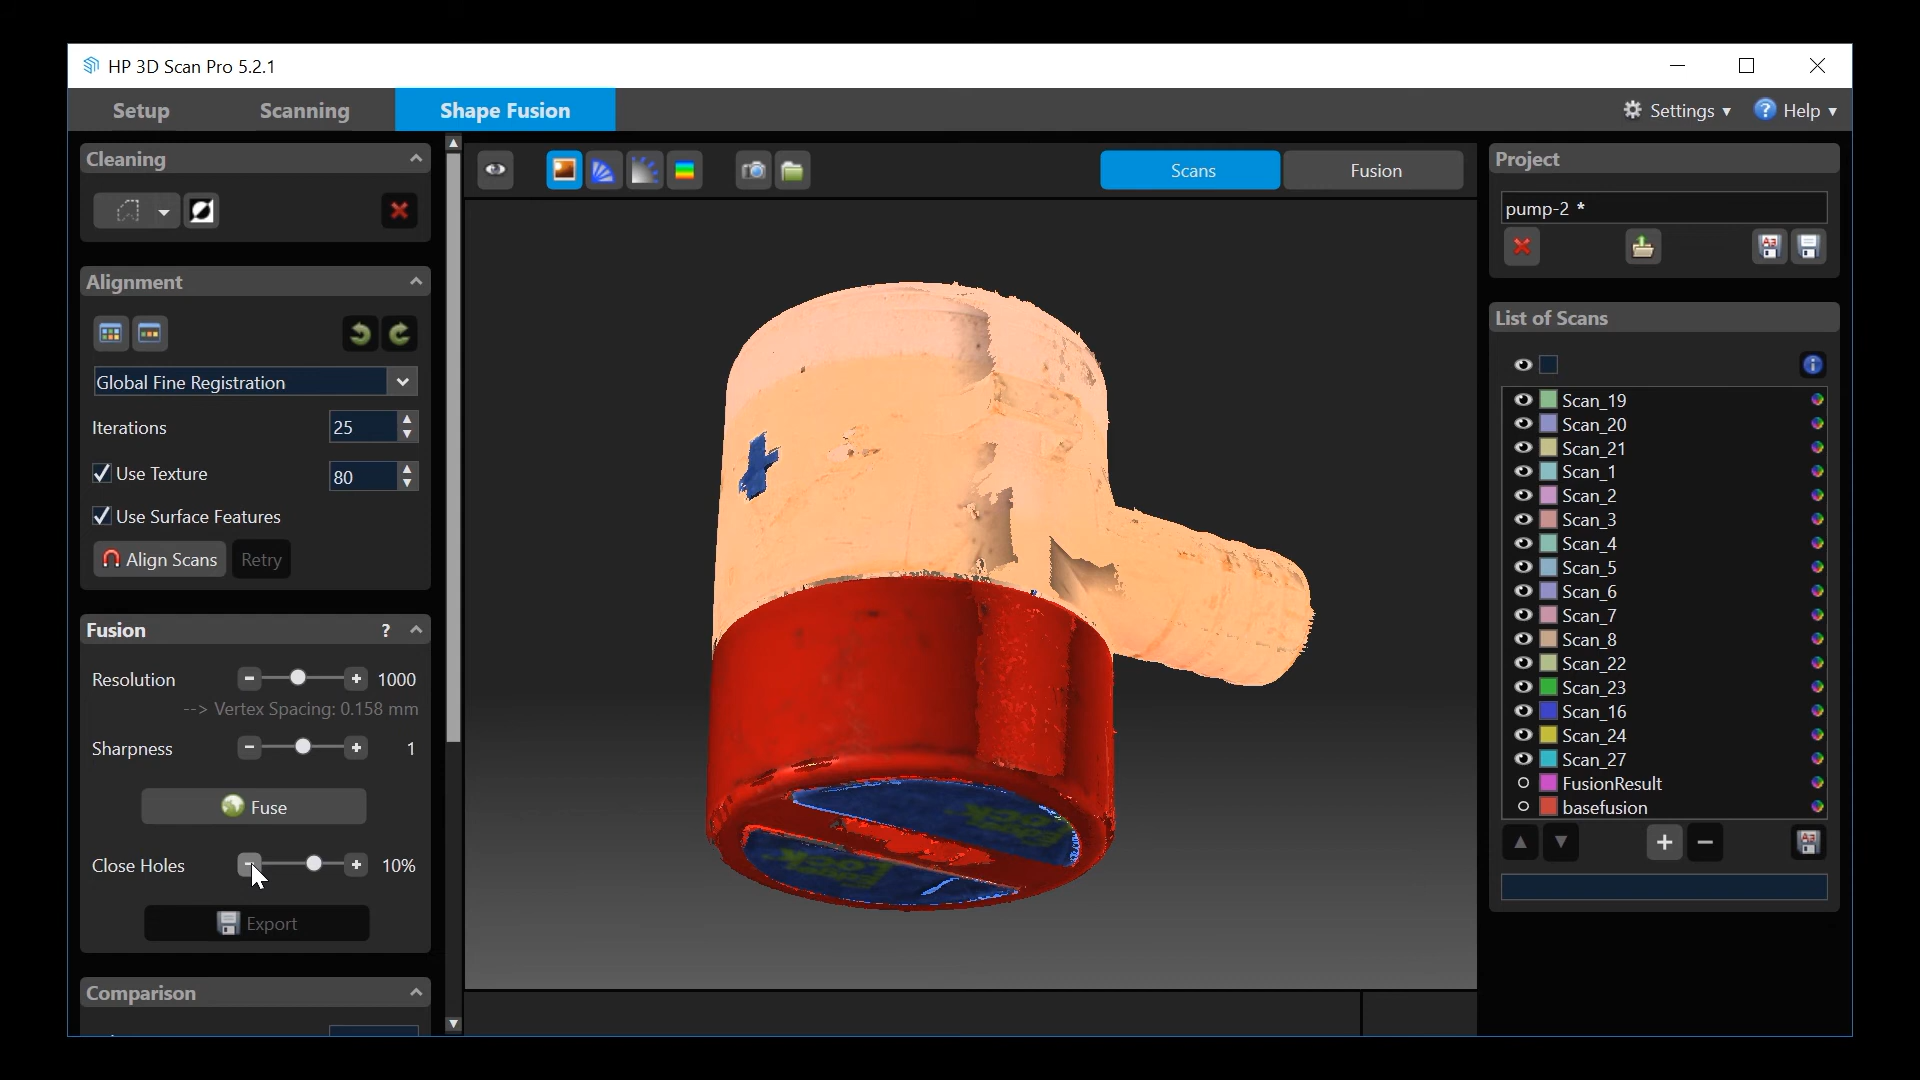 HP 3D Scan Pro 5.2.1
Setup
Scanning
Shape Fusion
Settings
Help
Cleaning
Alignment
Global Fine Registration
Iterations
25
Use Texture
80
Use Surface Features
Align Scans
Retry
Fusion
?
Resolution
1000
--> Vertex Spacing: 0.158 mm
Sharpness
1
Fuse
Close Holes
10%
Export
Comparison
Scans
Fusion
LOCK
Project
pump-2 *
List of Scans
Scan_19
Scan_20
Scan_21
Scan_1
Scan_2
Scan_3
Scan_4
Scan_5
Scan_6
Scan_7
Scan_8
Scan_22
Scan_23
Scan_16
Scan_24
Scan_27
FusionResult
basefusion